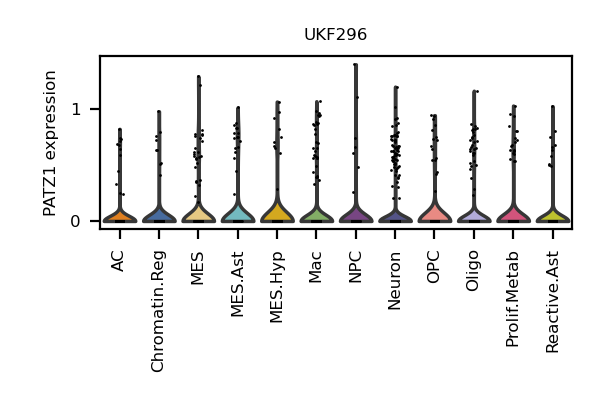 UKF296
PATZ1 expression
1
0
AC
Chromatin.Reg
MES
MES.Ast
MES.Hyp
Mac
NPC
Neuron
OPC
Oligo
Prolif.Metab
Reactive.Ast